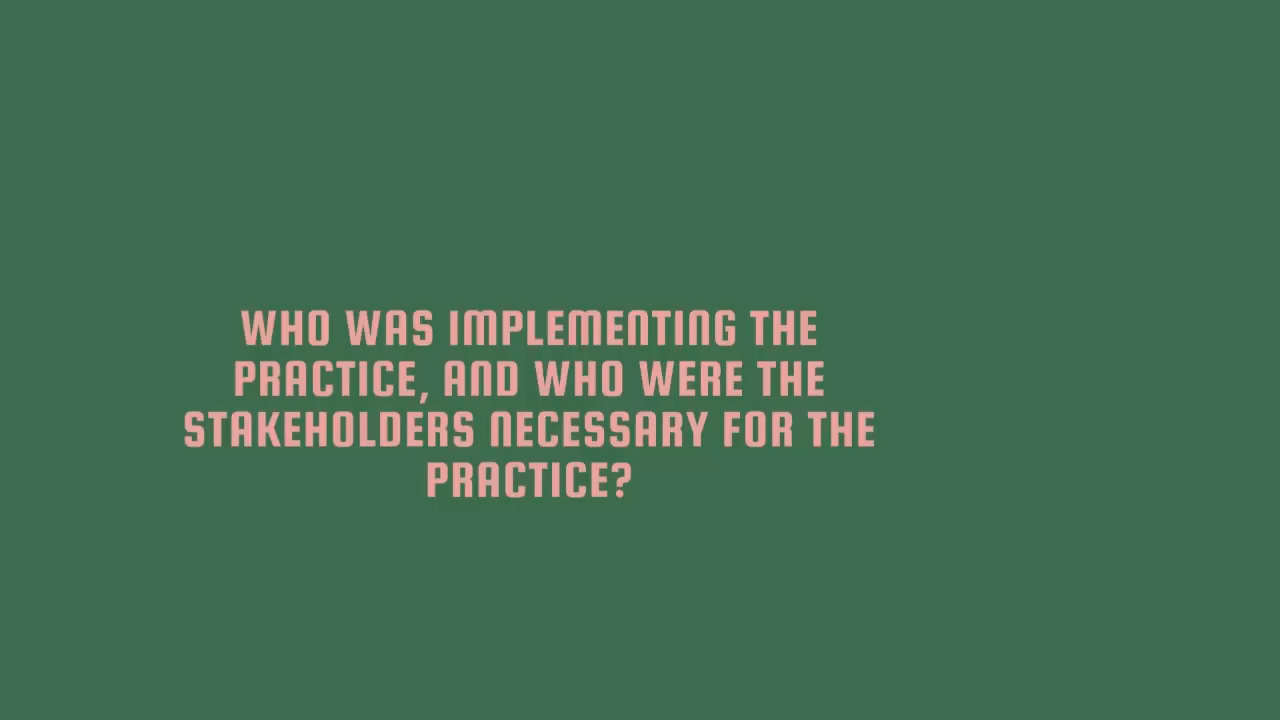 WHO WAS IMPLEMENTING THE
PRACTICE, AND WHO WERE THE
STAKEHOLDERS NECESSARY FOR THE
PRACTICE?